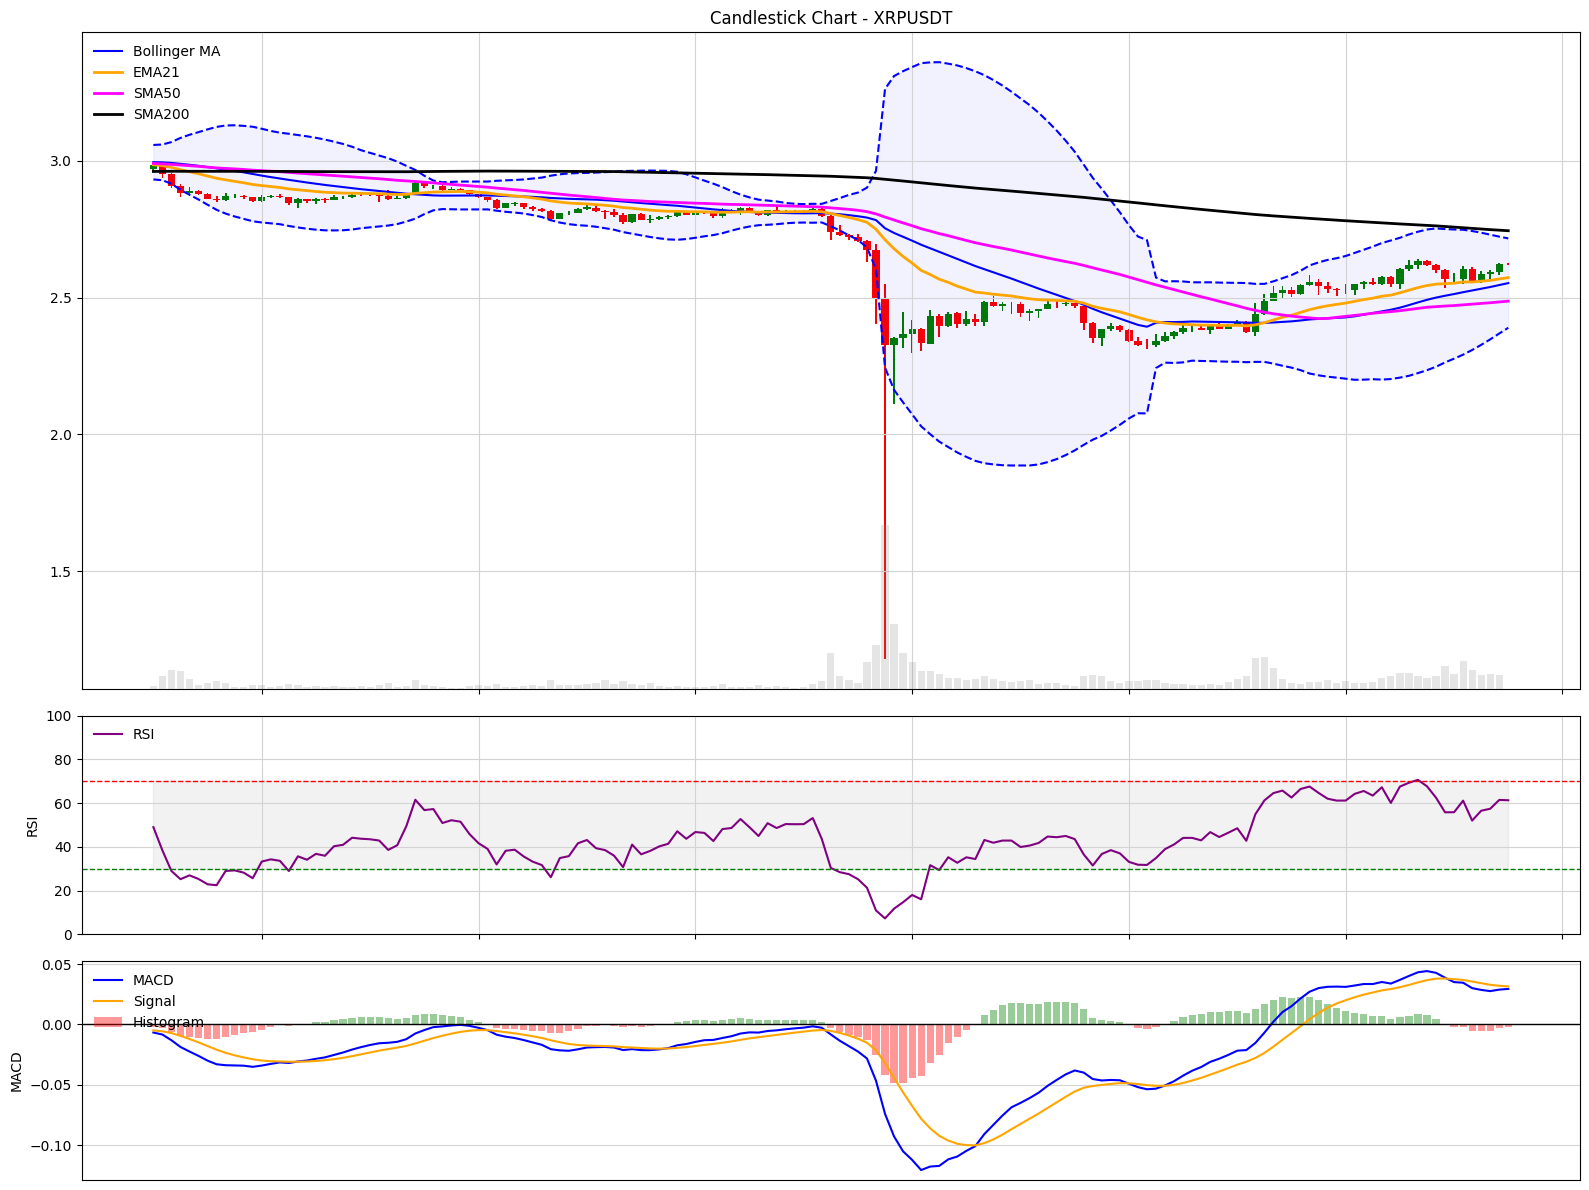 Candlestick Chart - XRPUSDT
Bollinger MA
EMA21
SMA50
SMA200
3.0
2.5
2.0
1.5
100
80
60
40
20
0
RSI
RSI
0.05
0.00
−0.05
−0.10
MACD
MACD
Signal
Histogram